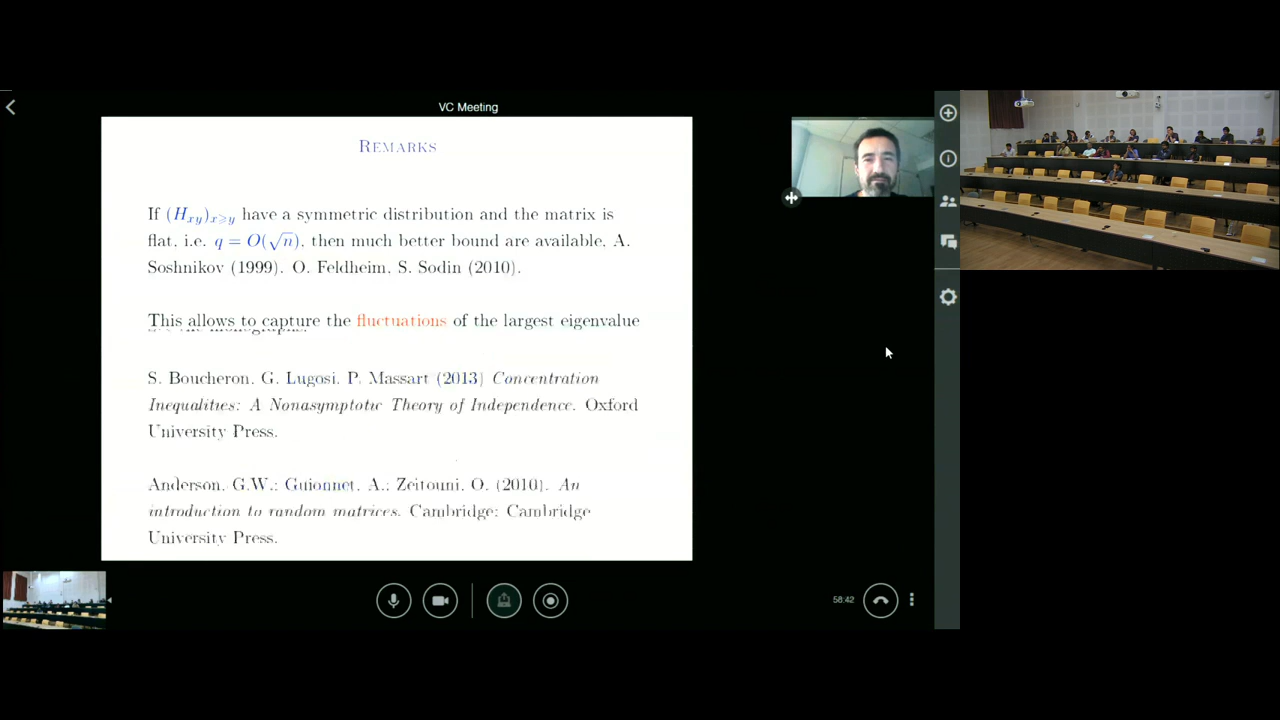 VC Meeting
REMARKS
If (H_{xy})_{x⩾y} have a symmetric distribution and the matrix is
flat, i.e. q = O(√n), then much better bound are available, A.
Soshnikov (1999), O. Feldheim, S. Sodin (2010).
This allows to capture the fluctuations of the largest eigenvalue
S. Boucheron, G. Lugosi, P. Massart (2013) Concentration
Inequalities: A Nonasymptotic Theory of Independence. Oxford
University Press.
Anderson, G.W.; Guionnet, A.; Zeitouni, O. (2010). An
introduction to random matrices. Cambridge: Cambridge
University Press.
58:42